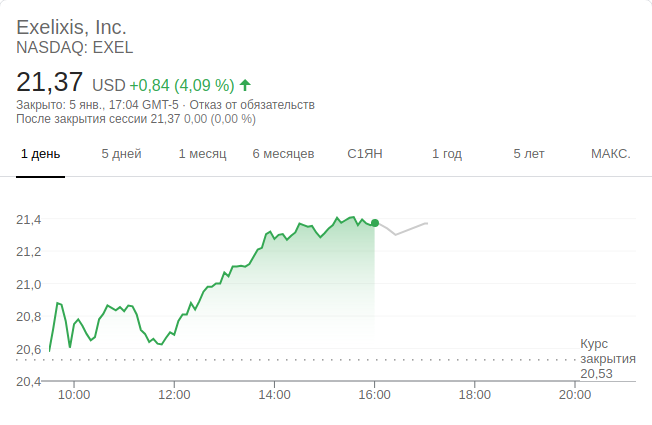 Exelixis, Inc.
NASDAQ: EXEL
21,37 USD +0,84 (4,09 %)
Закрыто: 5 янв., 17:04 GMT-5 · Отказ от обязательств
После закрытия сессии 21,37 0,00 (0,00 %)
1 день 5 дней 1 месяц 6 месяцев С1ЯН 1 год 5 лет МАКС.
21,4
21,2
21,0
20,8
20,6
20,4
Курс
закрытия
20,53
10:00 12:00 14:00 16:00 18:00 20:00